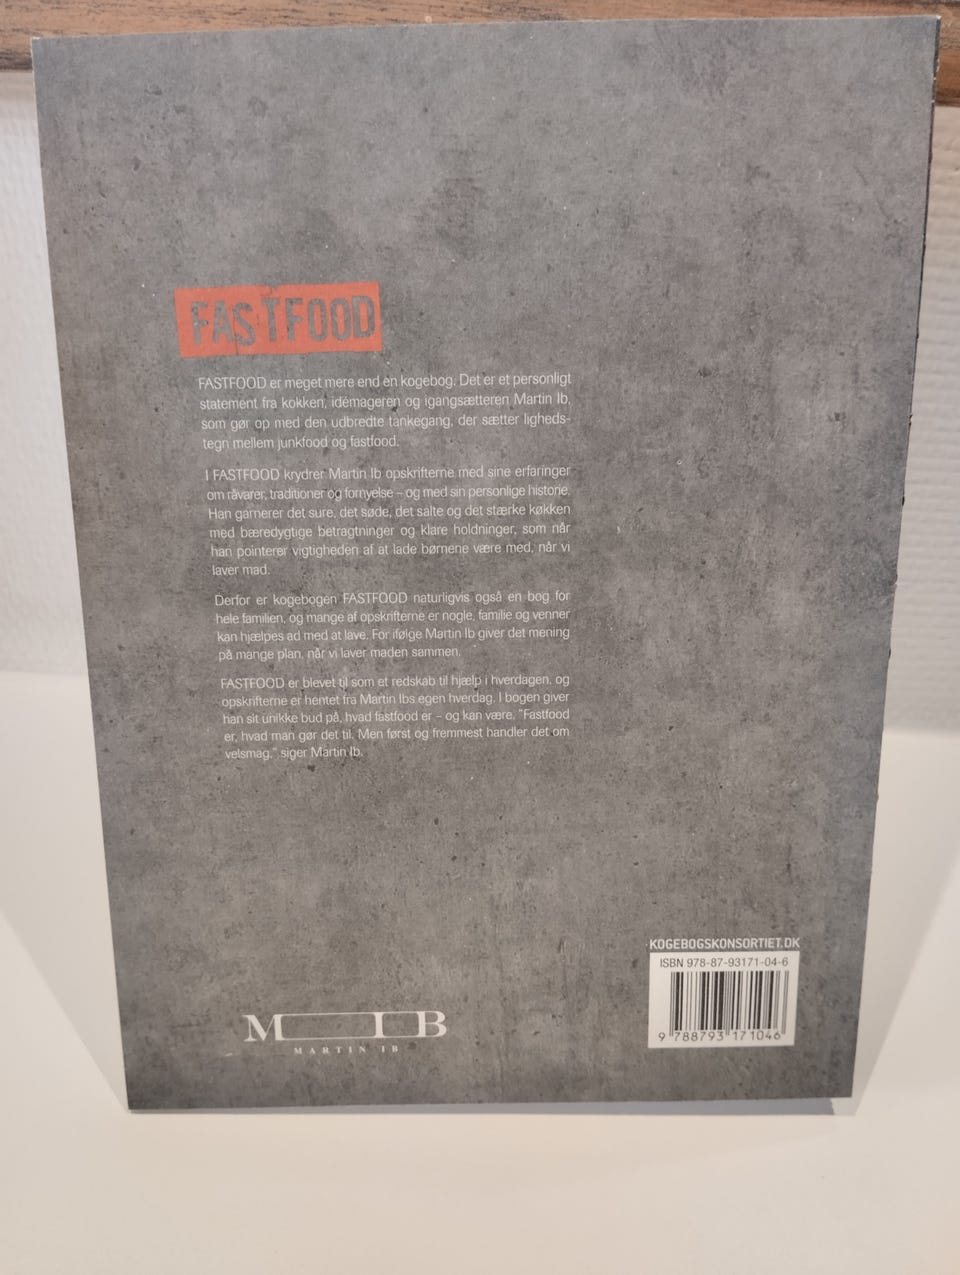 FASTFOOD
FASTFOOD er meget mere end en kogebog. Det er et personligt
statement fra kokken, idémageren og igangsætteren Martin Ib,
som gør op med den udbredte tankegang, der sætter ligheds-
tegn mellem junkfood og fastfood.
I FASTFOOD krydrer Martin Ib opskrifterne med sine erfaringer
om råvarer, traditioner og fornyelse – og med sin personlige historie.
Han garnerer det sure, det søde, det salte og det stærke køkken
med bæredygtige betragtninger og klare holdninger, som når
han pointerer vigtigheden af at lade børnene være med, når vi
laver mad.
Derfor er kogebogen FASTFOOD naturligvis også en bog for
hele familien, og mange af opskrifterne er nogle, familie og venner
kan hjælpes ad med at lave. For ifølge Martin Ib giver det mening
på mange plan, når vi laver maden sammen.
FASTFOOD er blevet til som et redskab til hjælp i hverdagen, og
opskrifterne er hentet fra Martin Ibs egen hverdag. I bogen giver
han sit unikke bud på, hvad fastfood er – og kan være. "Fastfood
er, hvad man gør det til. Men først og fremmest handler det om
velsmag." siger Martin Ib.
KOGEBOGSKONSORTIET.DK
ISBN 978-87-93171-04-6
9 788793 171046
M IB
MARTIN IB